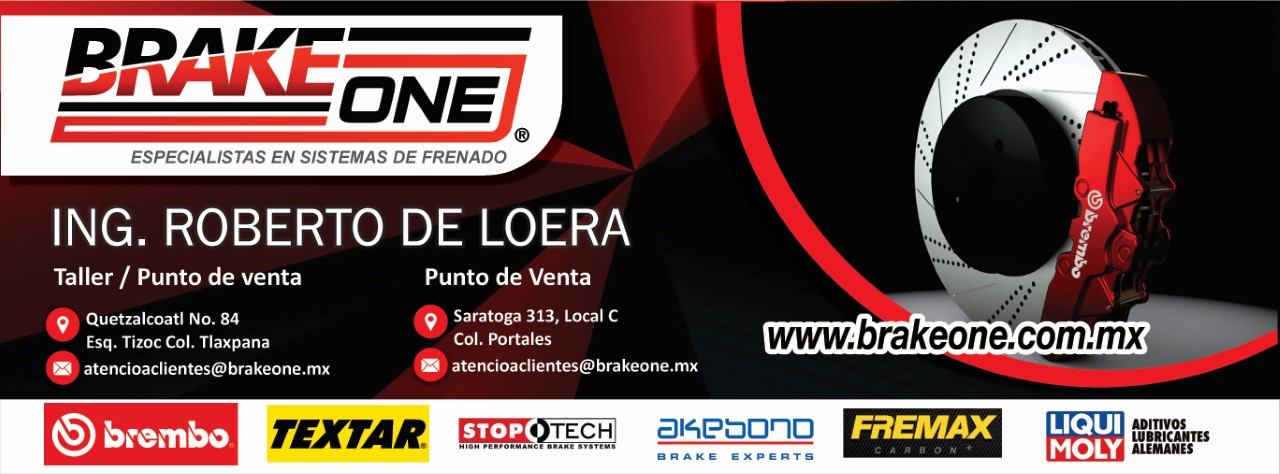 BRAKE
ONE®
ESPECIALISTAS EN SISTEMAS DE FRENADO
ING. ROBERTO DE LOERA
Taller / Punto de venta
Quetzalcoatl No. 84
Esq. Tizoc Col. Tlaxpana
atencioaclientes@brakeone.mx
Punto de Venta
Saratoga 313, Local C
Col. Portales
atencioaclientes@brakeone.mx
brembo
www.brakeone.com.mx
brembo®
TEXTAR®
STOPTECH
HIGH PERFORMANCE BRAKE SYSTEMS
akebono
BRAKE EXPERTS
FREMAX
CARBON+
LIQUI
MOLY
ADITIVOS
LUBRICANTES
ALEMANES